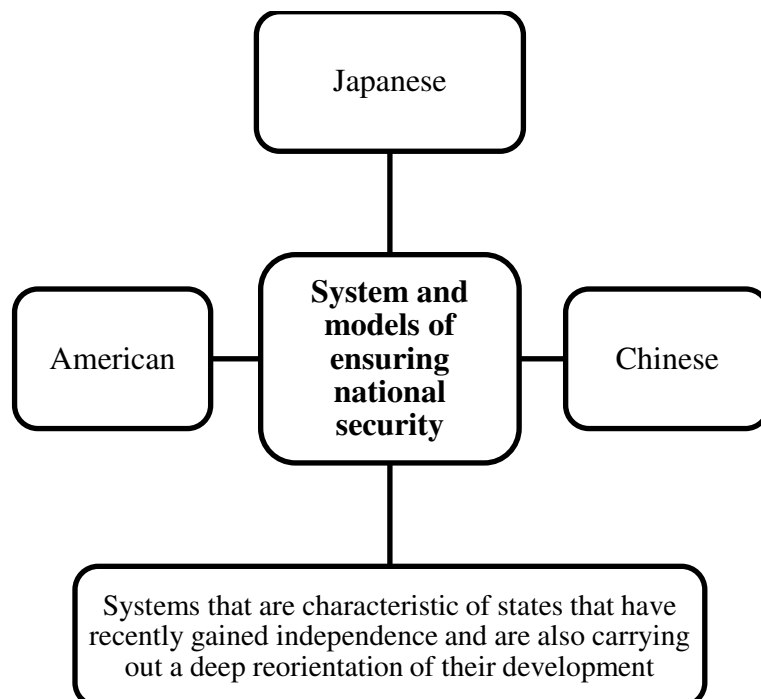 Japanese
American
System and
models of
ensuring
national
security
Chinese
Systems that are characteristic of states that have
recently gained independence and are also carrying
out a deep reorientation of their development